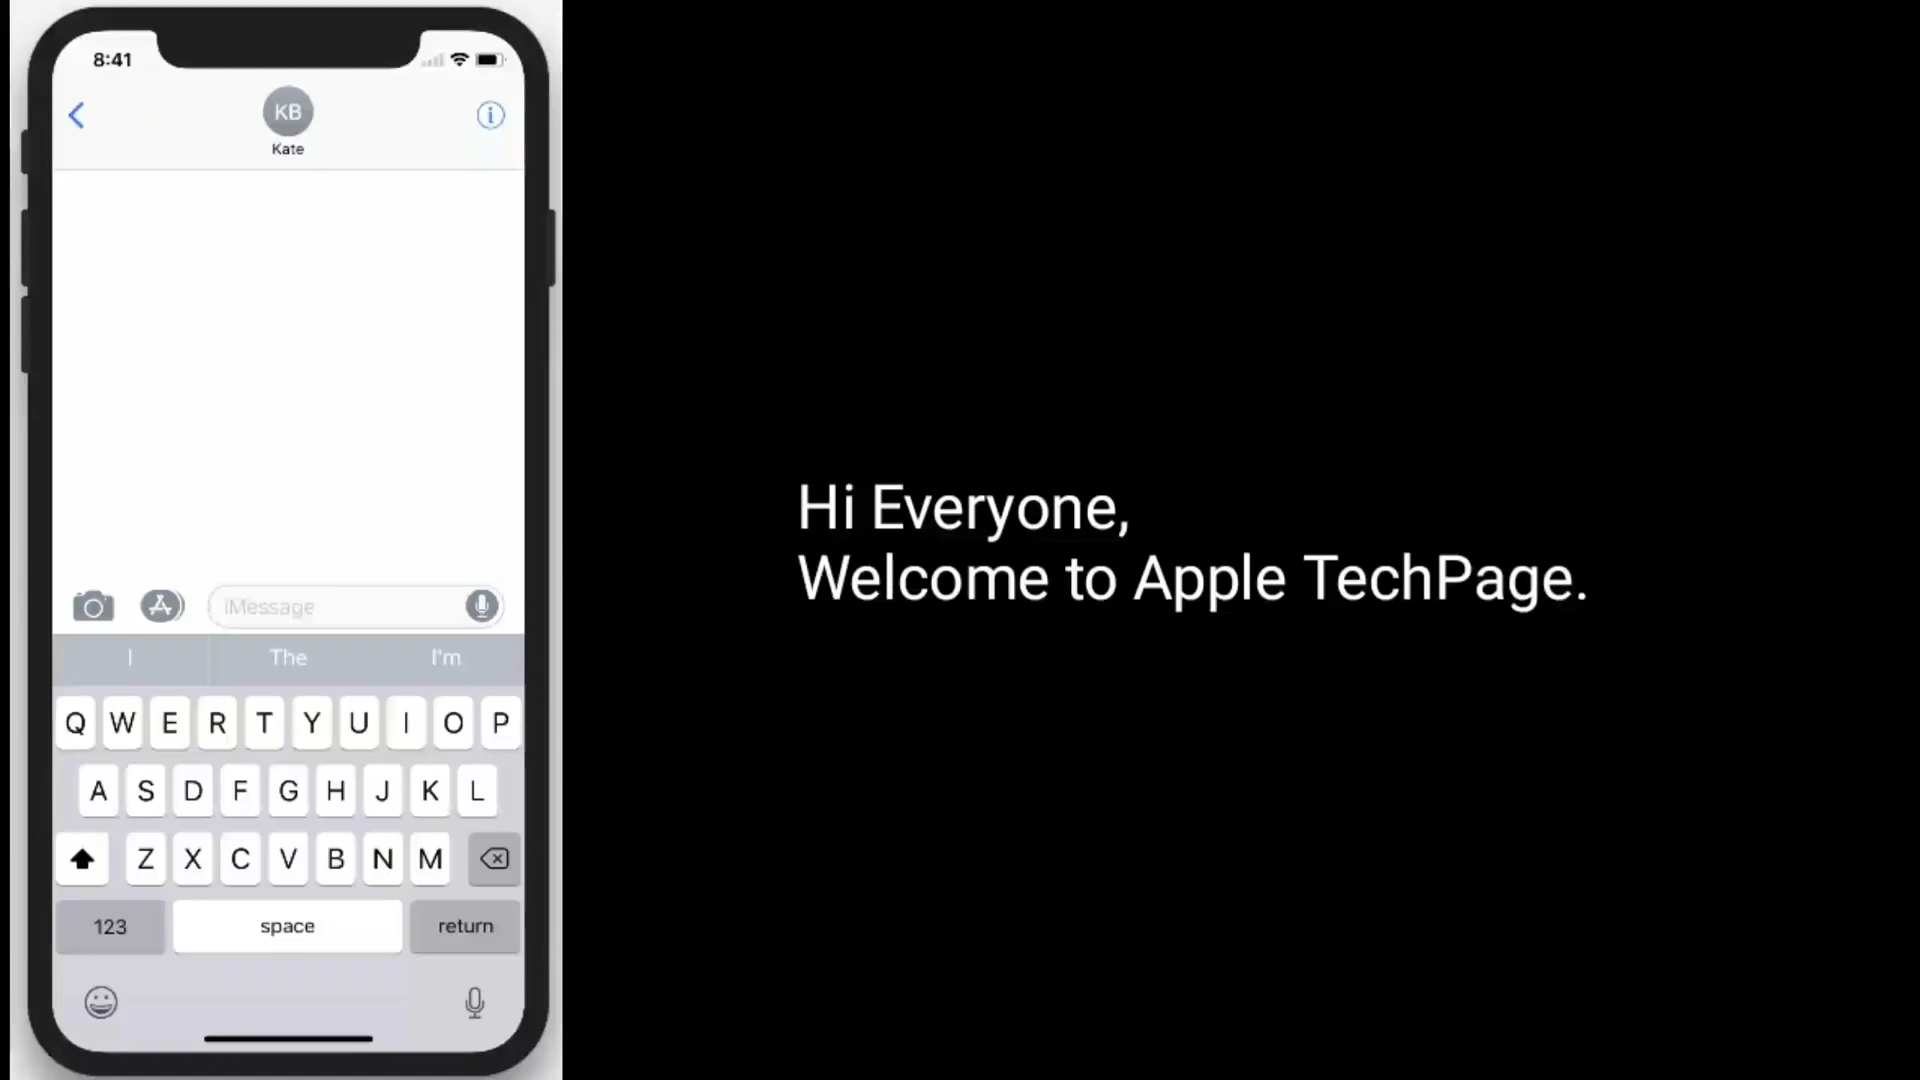 8:41
KB
Kate
iMessage
I The I'm
Q W E R T Y U I O P
A S D F G H J K L
Z X C V B N M
123 space return
Hi Everyone,
Welcome to Apple TechPage.